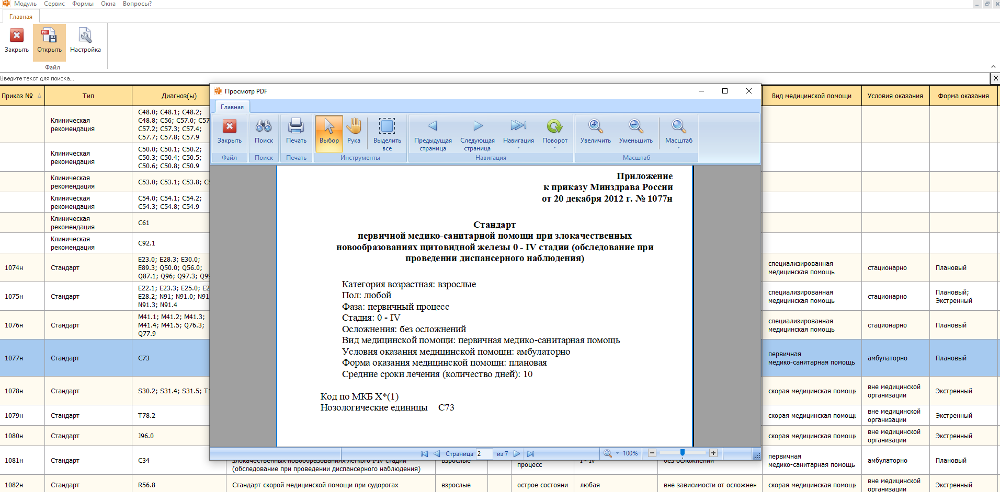 Модуль Сервис Формы Окна Вопросы?
Главная
Закрыть Открыть Настройка
Файл
Введите текст для поиска...
Приказ № Тип Диагноз(ы) Вид медицинской помощи Условия оказания Форма оказания
Клиническая рекомендация C48.0; C48.1; C48.2;
C48.8; C56; C57.0;
C57.2; C57.3; C57.4;
C57.7; C57.8; C57.9
Клиническая рекомендация C50.0; C50.1; C50.2;
C50.3; C50.4; C50.5;
C50.6; C50.8; C50.9
Клиническая рекомендация C53.0; C53.1; C53.8;
Клиническая рекомендация C54.0; C54.1; C54.2;
C54.3; C54.8; C54.9
Клиническая рекомендация C61
Клиническая рекомендация C92.1
1074н Стандарт E23.0; E28.3; E30.0;
E89.3; Q50.0; Q56.0;
Q87.1; Q96; Q97.3;
специализированная медицинская помощь стационарно Плановый
1075н Стандарт E22.1; E23.3; E25.0;
E28.2; N91; N91.0;
N91.3; N91.4
специализированная медицинская помощь стационарно Плановый; Экстренный
1076н Стандарт M41.1; M41.2; M41.3;
M41.4; M41.5; Q76.3;
Q77.9
специализированная медицинская помощь стационарно Плановый
1077н Стандарт C73 первичная медико-санитарная помощь амбулаторно Плановый
1078н Стандарт S30.2; S31.4; S31.5; скорая медицинская помощь вне медицинской организации Экстренный
1079н Стандарт T78.2 скорая медицинская помощь вне медицинской организации Экстренный
1080н Стандарт J96.0 скорая медицинская помощь вне медицинской организации Экстренный
1081н Стандарт C34 злокачественных новообразованиях легкого I-IV стадии
(обследование при проведении диспансерного наблюдения) взрослые процесс I - IV без осложнений первичная медико-санитарная помощь амбулаторно Плановый
1082н Стандарт R56.8 Стандарт скорой медицинской помощи при судорогах взрослые острое состояни любая вне зависимости от осложнен скорая медицинская помощь вне медицинской организации Экстренный
Просмотр PDF
Главная
Закрыть Поиск Печать Выбор Рука Выделить все Предыдущая страница Следующая страница Навигация Поворот Увеличить Уменьшить Масштаб
Файл Поиск Печать Инструменты Навигация Масштаб
Приложение
к приказу Минздрава России
от 20 декабря 2012 г. № 1077н
Стандарт
первичной медико-санитарной помощи при злокачественных
новообразованиях щитовидной железы 0 - IV стадии (обследование при
проведении диспансерного наблюдения)
Категория возрастная: взрослые
Пол: любой
Фаза: первичный процесс
Стадия: 0 - IV
Осложнения: без осложнений
Вид медицинской помощи: первичная медико-санитарная помощь
Условия оказания медицинской помощи: амбулаторно
Форма оказания медицинской помощи: плановая
Средние сроки лечения (количество дней): 10
Код по МКБ X*(1)
Нозологические единицы C73
Страница 2 из 7 100%